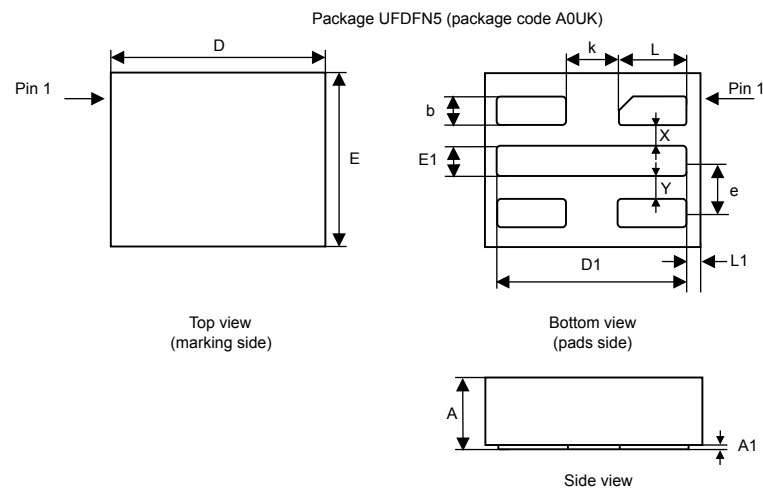 Package UFDFN5 (package code A0UK)
D
k
L
Pin 1
Pin 1
b
X
E
E1
Y
e
D1
L1
Top view
(marking side)
Bottom view
(pads side)
A
A1
Side view